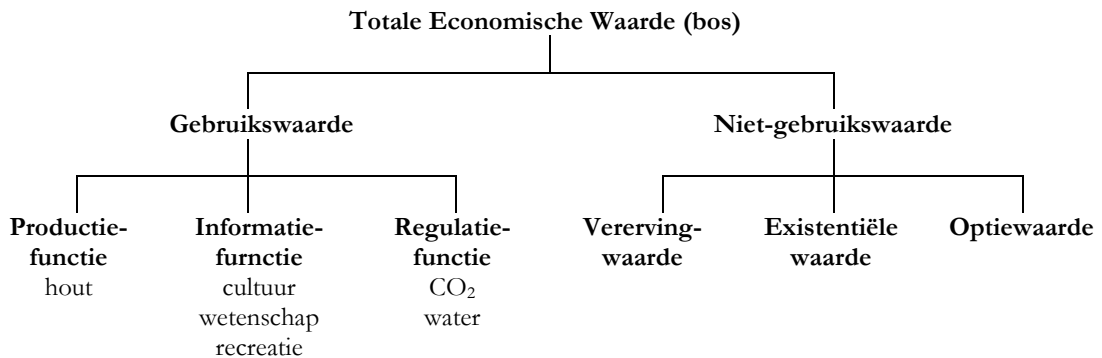 Totale Economische Waarde (bos)
Gebruikswaarde
Niet-gebruikswaarde
Productie-
functie
hout
Informatie-
furnctie
cultuur
wetenschap
recreatie
Regulatie-
functie
CO₂
water
Verervings-
waarde
Existentiële
waarde
Optiewaarde